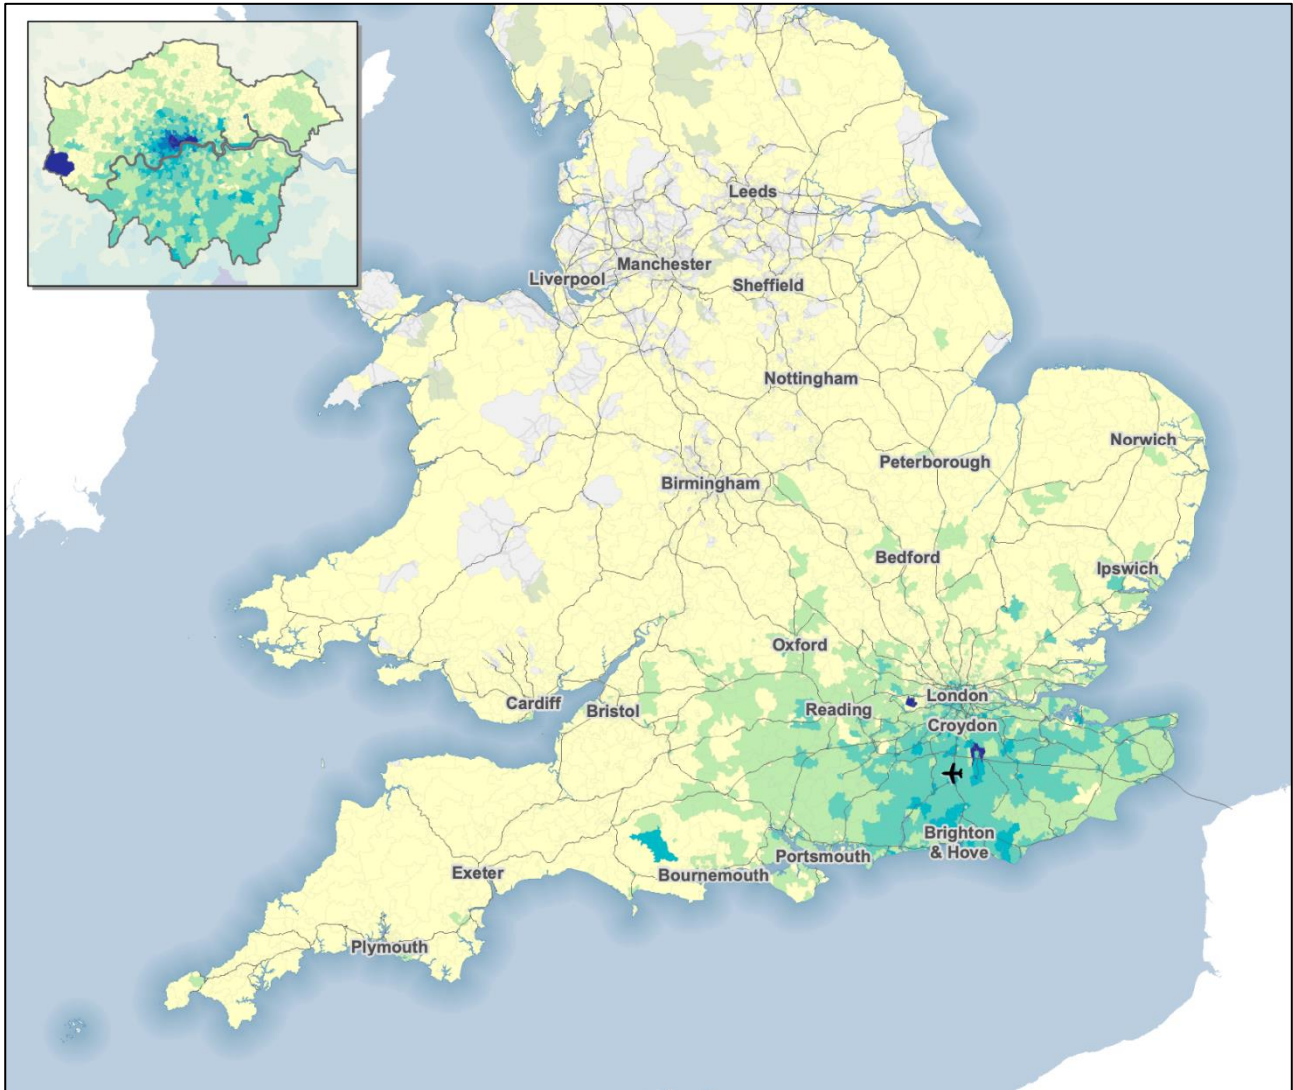 Leeds
Manchester
Liverpool
Sheffield
Nottingham
Norwich
Peterborough
Birmingham
Bedford
Ipswich
Oxford
London
Cardiff
Bristol
Reading
Croydon
Brighton
& Hove
Portsmouth
Exeter
Bournemouth
Plymouth